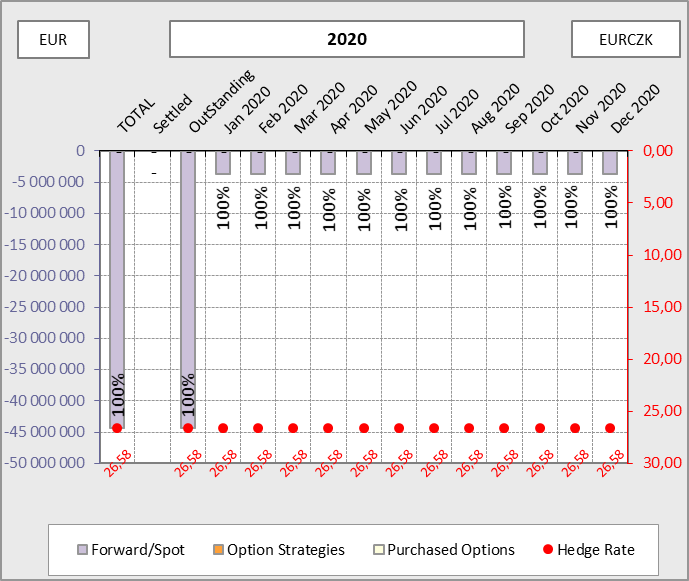 EUR
2020
EURCZK
TOTAL
Settled
OutStanding
Jan 2020
Feb 2020
Mar 2020
Apr 2020
May 2020
Jun 2020
Jul 2020
Aug 2020
Sep 2020
Oct 2020
Nov 2020
Dec 2020
0
-5 000 000
-10 000 000
-15 000 000
-20 000 000
-25 000 000
-30 000 000
-35 000 000
-40 000 000
-45 000 000
-50 000 000
0,00
5,00
10,00
15,00
20,00
25,00
30,00
100%
-
100%
100%
100%
100%
100%
100%
100%
100%
100%
100%
100%
100%
100%
26,58
26,58
26,58
26,58
26,58
26,58
26,58
26,58
26,58
26,58
26,58
26,58
26,58
26,58
Forward/Spot
Option Strategies
Purchased Options
Hedge Rate